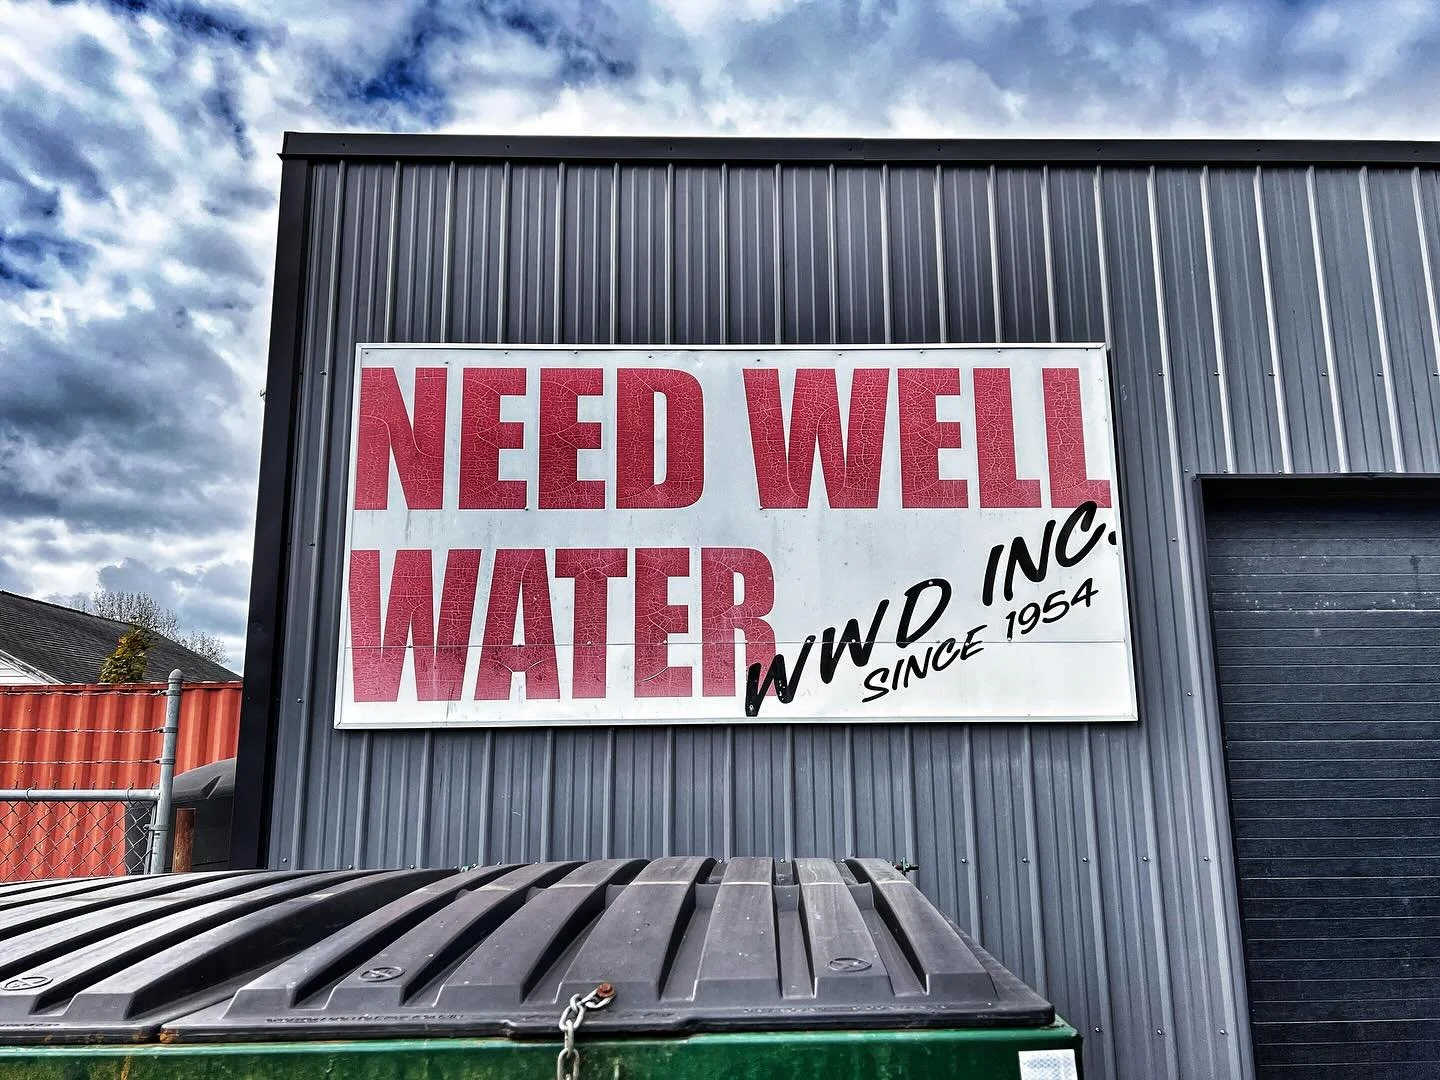 NEED WELL
WATER
WWD INC.
SINCE 1954